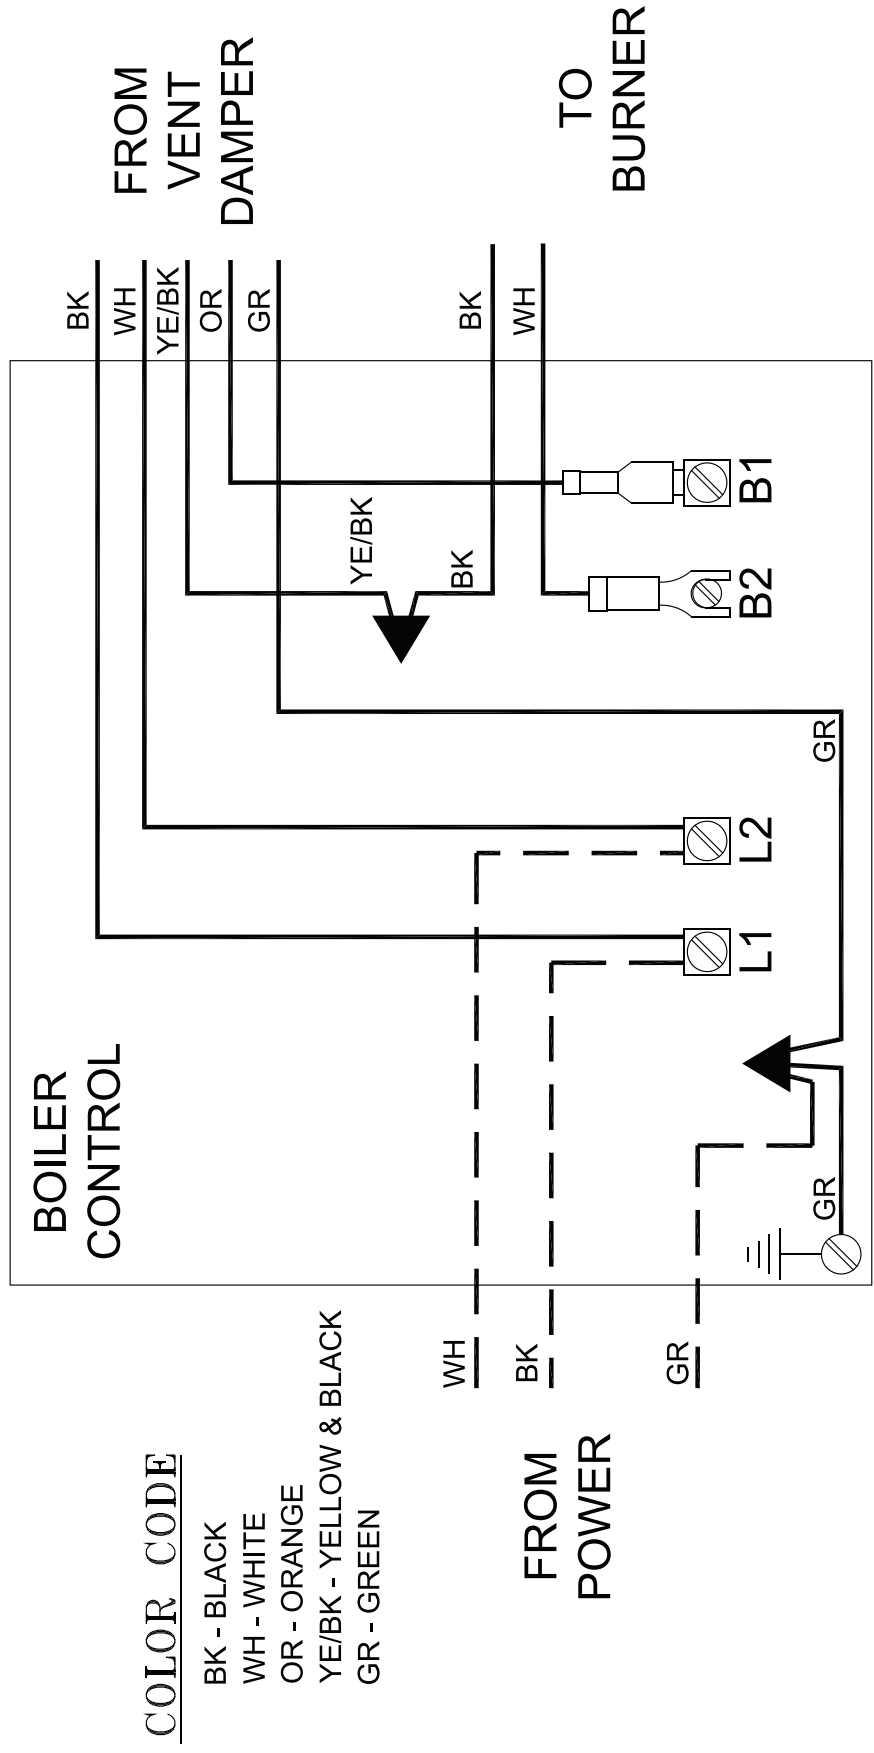 COLOR CODE
BK - BLACK
WH - WHITE
OR - ORANGE
YE/BK - YELLOW & BLACK
GR - GREEN
BOILER
CONTROL
FROM
VENT
DAMPER
BK
WH
YE/BK
OR
GR
TO
BURNER
BK
WH
YE/BK
BK
FROM
POWER
WH
BK
GR
L1
L2
B2
B1
GR
GR